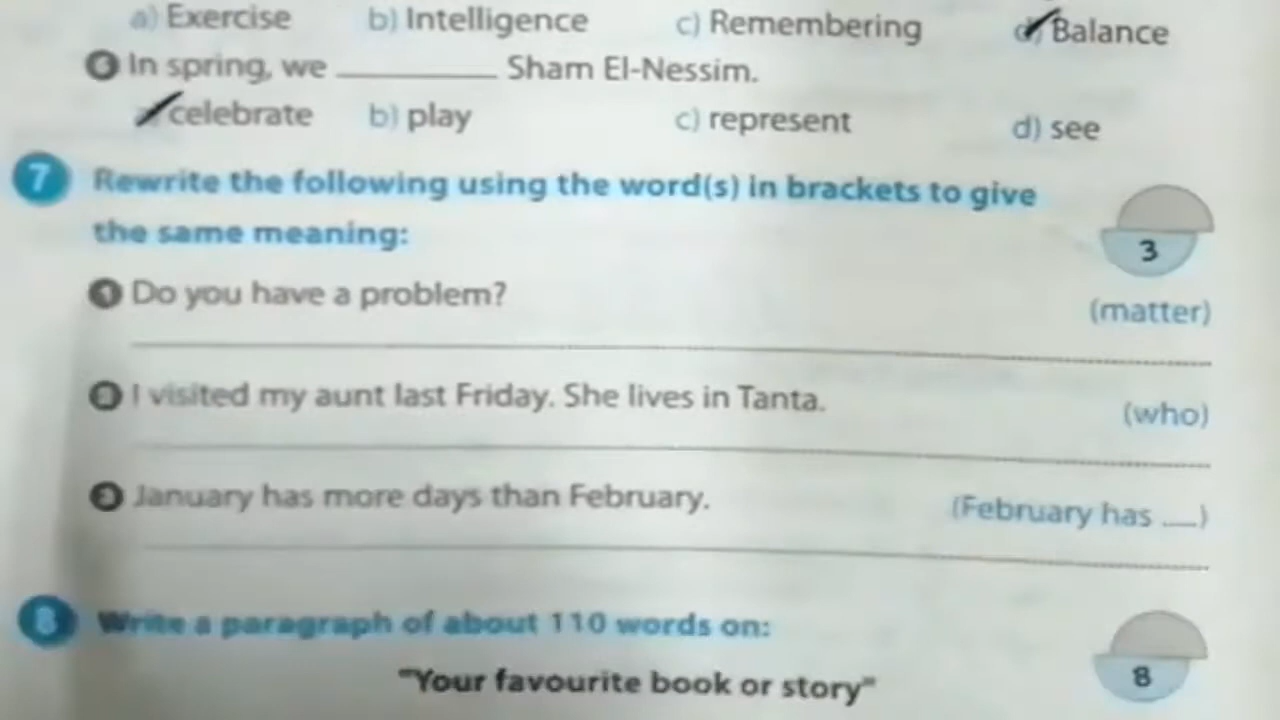 a) Exercise b) Intelligence c) Remembering d) Balance
6 In spring, we ________ Sham El-Nessim.
celebrate b) play c) represent d) see
7 Rewrite the following using the word(s) in brackets to give
the same meaning:
3
1 Do you have a problem? (matter)
2 I visited my aunt last Friday. She lives in Tanta. (who)
3 January has more days than February. (February has ___)
8 Write a paragraph of about 110 words on:
"Your favourite book or story"
8